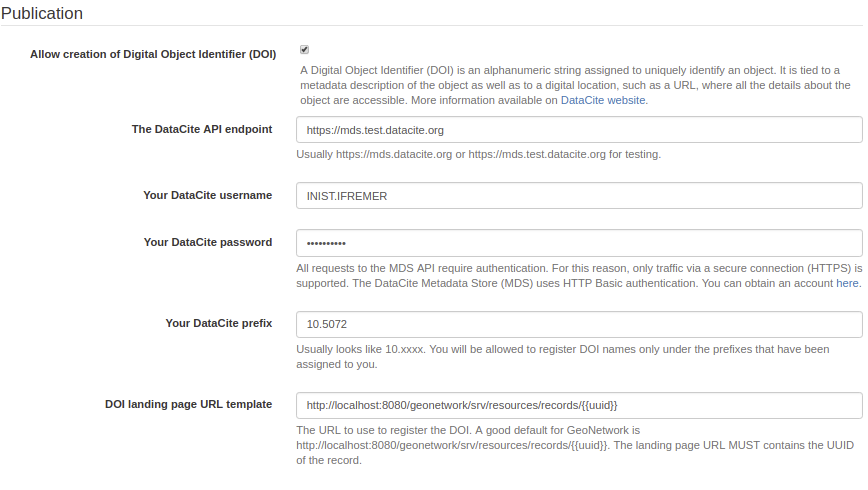 Publication
Allow creation of Digital Object Identifier (DOI)
A Digital Object Identifier (DOI) is an alphanumeric string assigned to uniquely identify an object. It is tied to a
metadata description of the object as well as to a digital location, such as a URL, where all the details about the
object are accessible. More information available on DataCite website.
The DataCite API endpoint
https://mds.test.datacite.org
Usually https://mds.datacite.org or https://mds.test.datacite.org for testing.
Your DataCite username
INIST.IFREMER
Your DataCite password
••••••••••
All requests to the MDS API require authentication. For this reason, only traffic via a secure connection (HTTPS) is
supported. The DataCite Metadata Store (MDS) uses HTTP Basic authentication. You can obtain an account here.
Your DataCite prefix
10.5072
Usually looks like 10.xxxx. You will be allowed to register DOI names only under the prefixes that have been
assigned to you.
DOI landing page URL template
http://localhost:8080/geonetwork/srv/resources/records/{{uuid}}
The URL to use to register the DOI. A good default for GeoNetwork is
http://localhost:8080/geonetwork/srv/resources/records/{{uuid}}. The landing page URL MUST contains the UUID
of the record.